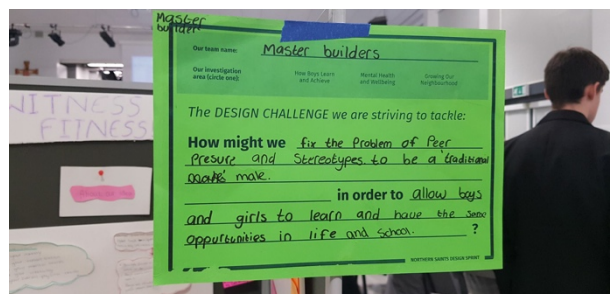 Master
builder
Our team name: Master builders
Our investigation
area (circle one):
How Boys Learn
and Achieve
Mental Health
and Wellbeing
Growing Our
Neighbourhood
The DESIGN CHALLENGE we are striving to tackle:
How might we fix the Problem of Peer
presure and Stereotypes to be a 'traditional
male.
in order to allow boys
and girls to learn and have the same
oppurtunities in life and school. ?
NORTHERN SAINTS DESIGN SPRINT
WITNESS
FITNESS